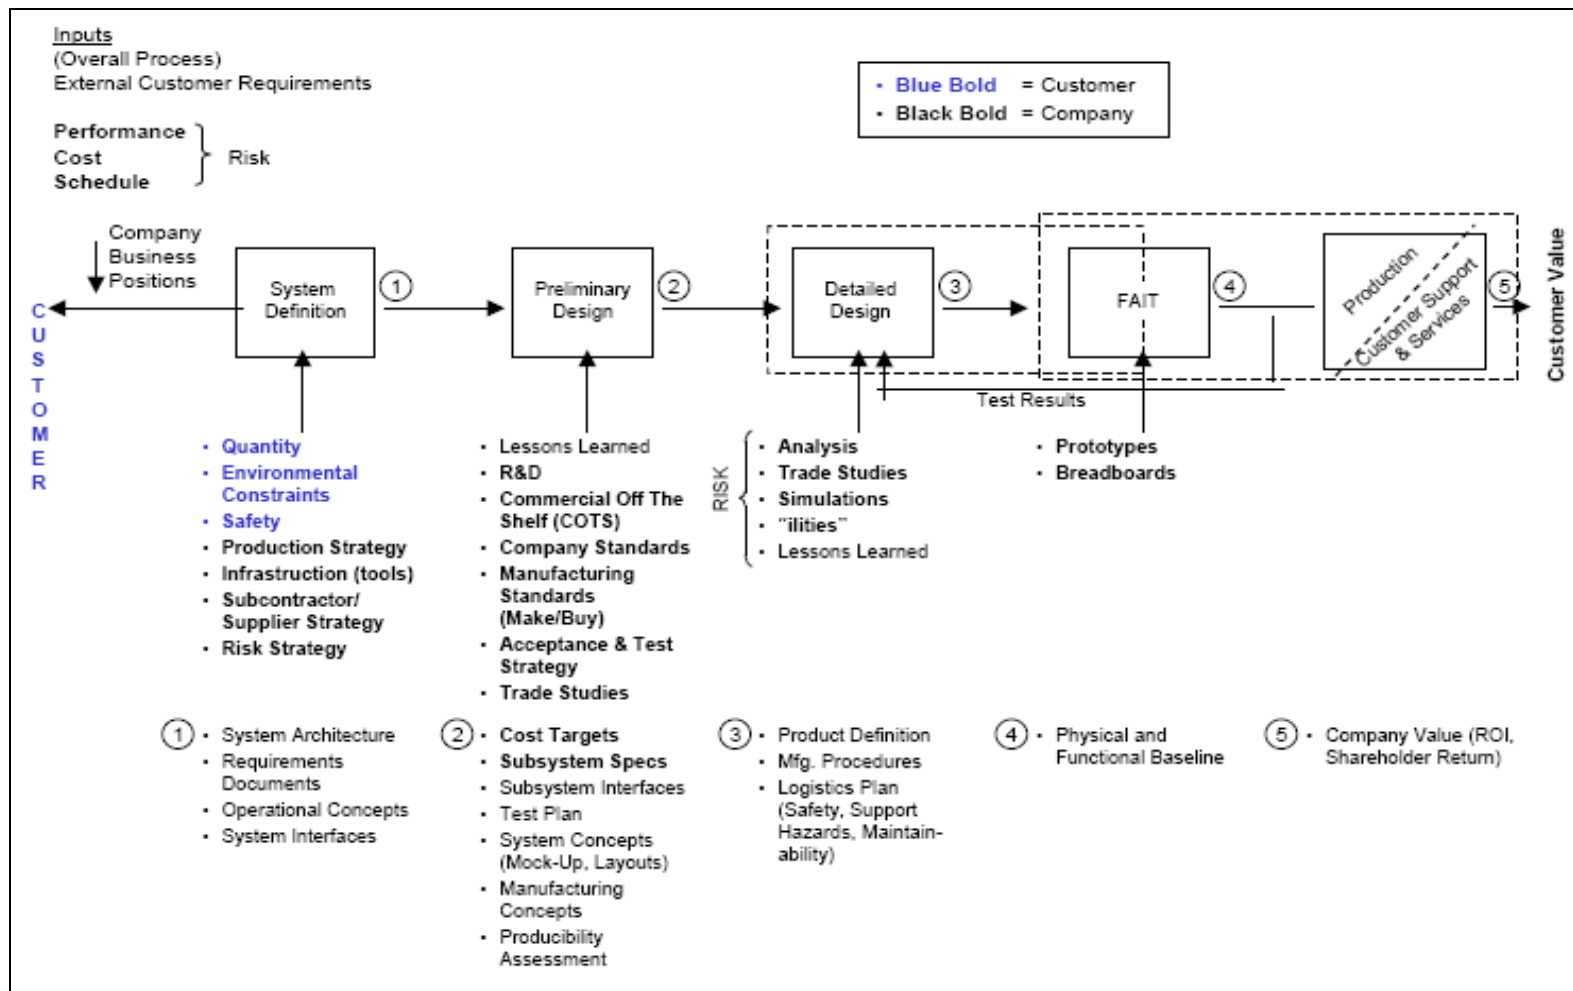 Inputs
(Overall Process)
External Customer Requirements
Performance
Cost
Schedule
Risk
• Blue Bold = Customer
• Black Bold = Company
Company
Business
Positions
CUSTOMER
System
Definition
1
Preliminary
Design
2
Detailed
Design
3
FAIT
4
Production
Customer Support
& Services
5
Customer Value
Test Results
• Quantity
• Environmental
Constraints
• Safety
• Production Strategy
• Infrastruction (tools)
• Subcontractor/
Supplier Strategy
• Risk Strategy
• Lessons Learned
• R&D
• Commercial Off The
Shelf (COTS)
• Company Standards
• Manufacturing
Standards
(Make/Buy)
• Acceptance & Test
Strategy
• Trade Studies
RISK
• Analysis
• Trade Studies
• Simulations
• "ilities"
• Lessons Learned
• Prototypes
• Breadboards
1 • System Architecture
• Requirements
Documents
• Operational Concepts
• System Interfaces
2 • Cost Targets
• Subsystem Specs
• Subsystem Interfaces
• Test Plan
• System Concepts
(Mock-Up, Layouts)
• Manufacturing
Concepts
• Producibility
Assessment
3 • Product Definition
• Mfg. Procedures
• Logistics Plan
(Safety, Support
Hazards, Maintain-
ability)
4 • Physical and
Functional Baseline
5 • Company Value (ROI,
Shareholder Return)